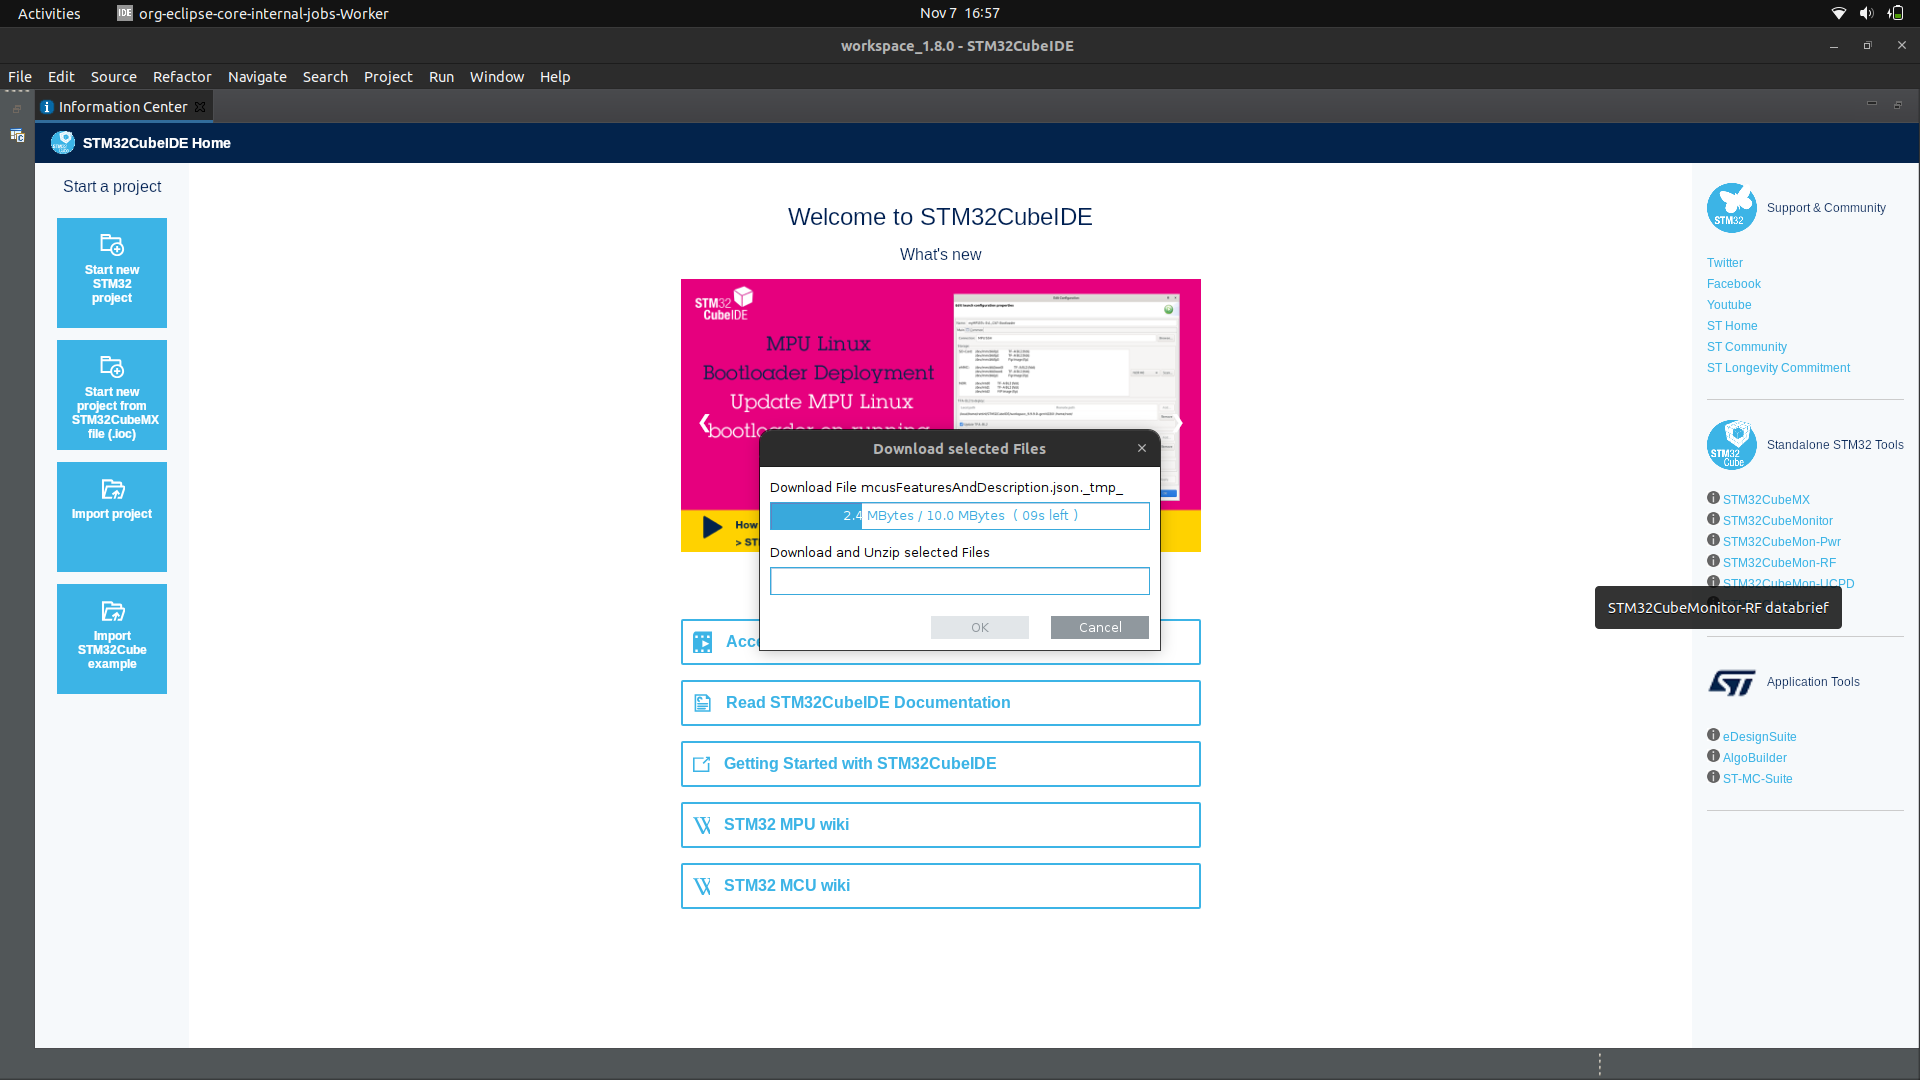 Activities
IDE
org-eclipse-core-internal-jobs-Worker
Nov 7 16:57
workspace_1.8.0 - STM32CubeIDE
File Edit Source Refactor Navigate Search Project Run Window Help
Information Center
STM32CubeIDE Home
Start a project
Start new
STM32
project
Start new
project from
STM32CubeMX
file (.ioc)
Import project
Import
STM32Cube
example
Welcome to STM32CubeIDE
What's new
STM32
CubeIDE
MPU Linux
Bootloader Deployment
Update MPU Linux
bootloader on running
How
> ST
Download selected Files
Download File mcusFeaturesAndDescription.json._tmp_
2.4 MBytes / 10.0 MBytes ( 09s left )
Download and Unzip selected Files
OK
Cancel
Acce
Read STM32CubeIDE Documentation
Getting Started with STM32CubeIDE
STM32 MPU wiki
STM32 MCU wiki
STM32
Support & Community
Twitter
Facebook
Youtube
ST Home
ST Community
ST Longevity Commitment
STM32
Cube
Standalone STM32 Tools
STM32CubeMX
STM32CubeMonitor
STM32CubeMon-Pwr
STM32CubeMon-RF
STM32CubeMon-UCPD
STM32CubeMonitor-RF databrief
ST
Application Tools
eDesignSuite
AlgoBuilder
ST-MC-Suite